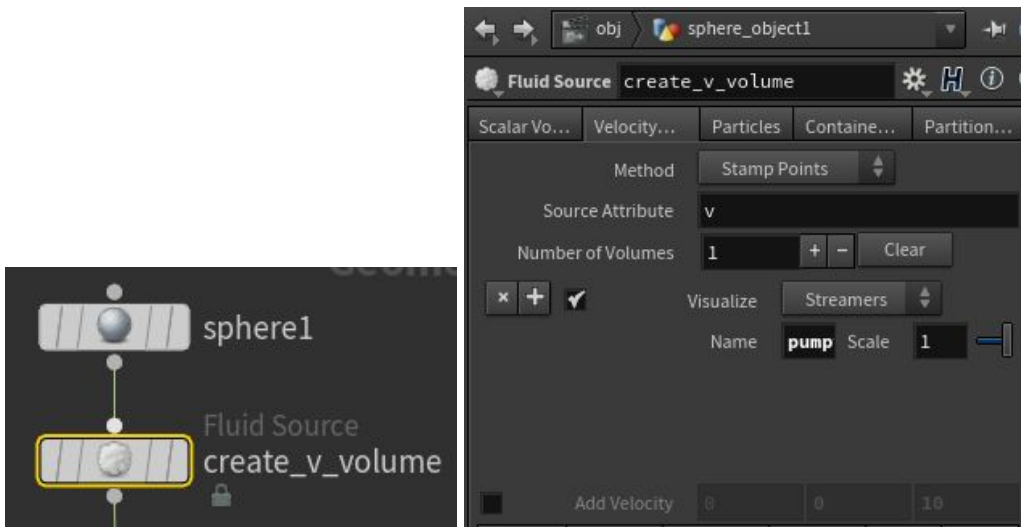 Geome
sphere1
Fluid Source
create_v_volume
obj sphere_object1
Fluid Source create_v_volume
Scalar Vo... Velocity... Particles Containe... Partition...
Method Stamp Points
Source Attribute v
Number of Volumes 1 + - Clear
Visualize Streamers
Name pump Scale 1
Add Velocity 0 0 10